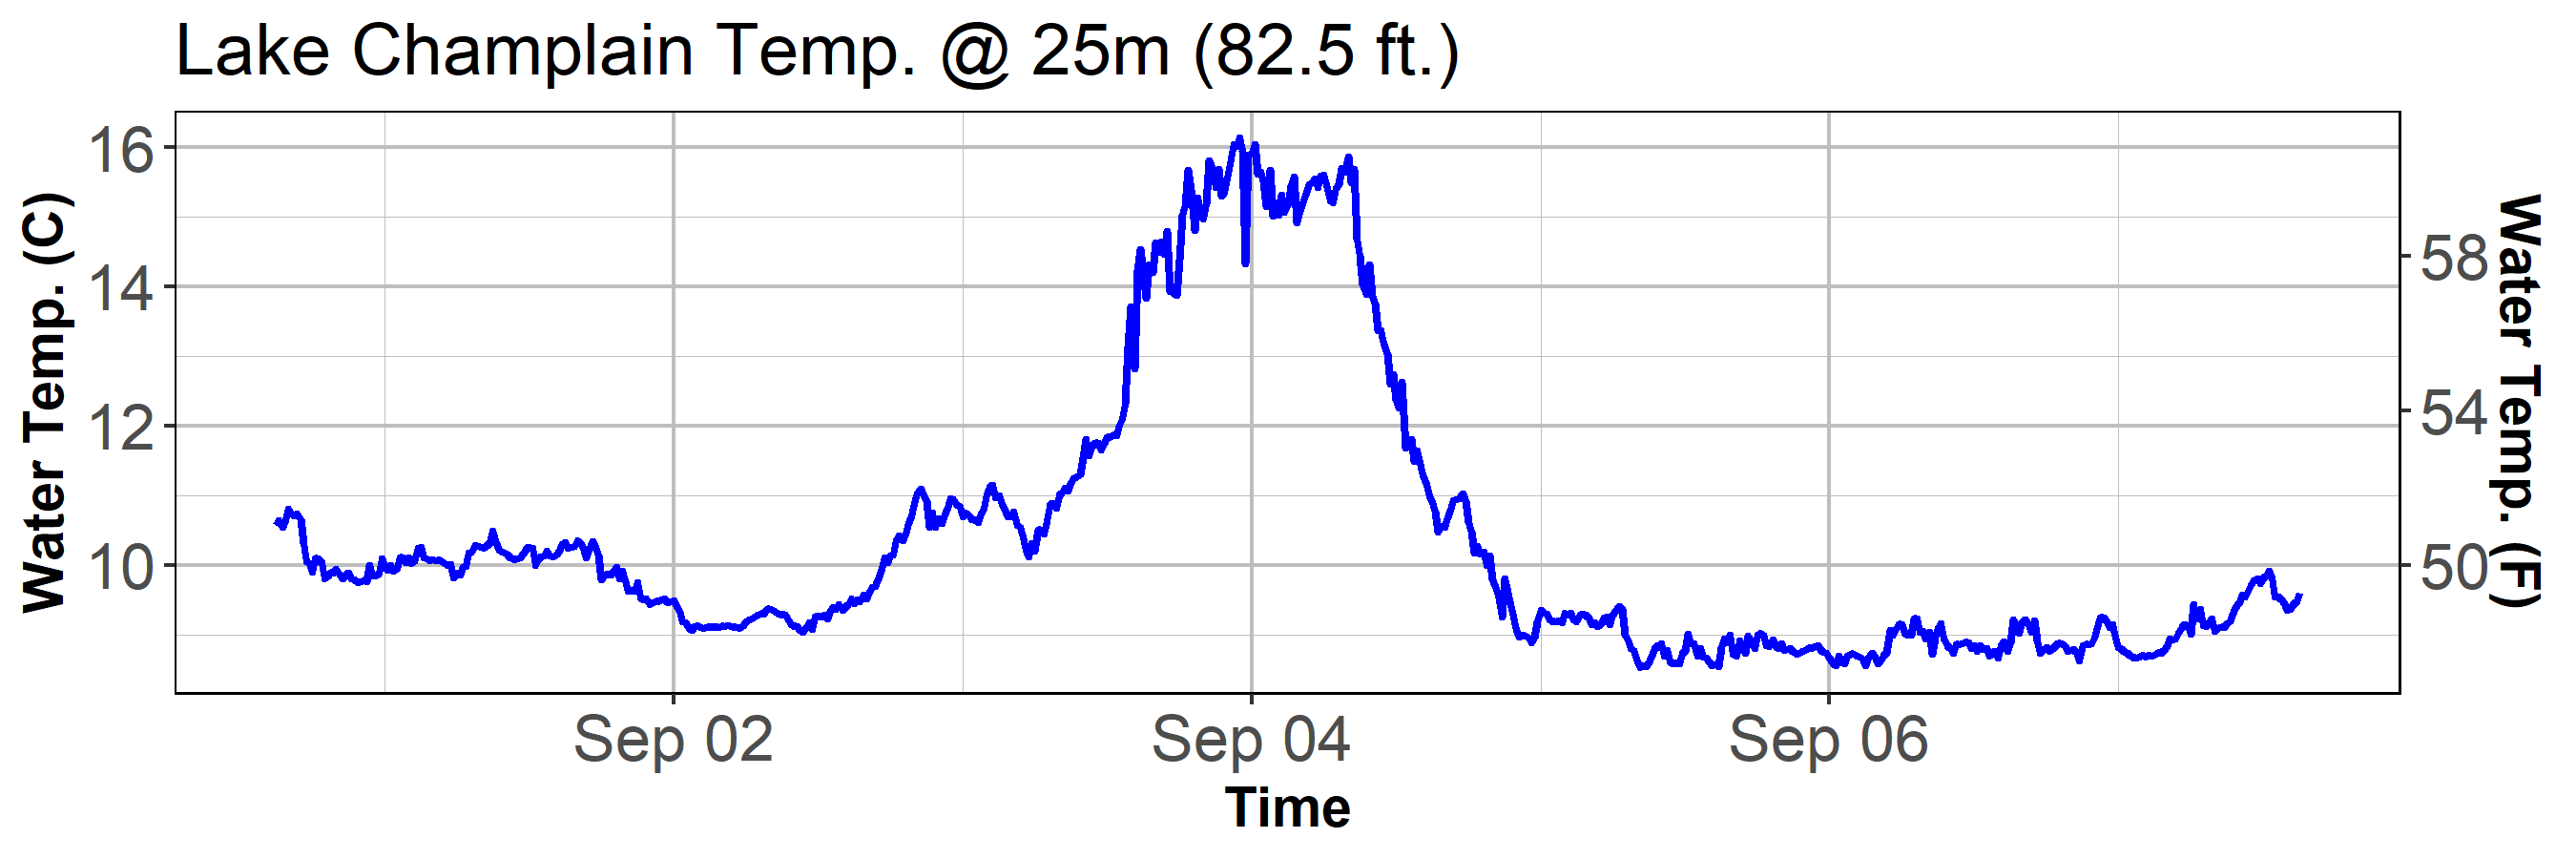 Lake Champlain Temp. @ 25m (82.5 ft.)
Water Temp. (C)
16
14
12
10
58
54
50
Water Temp. (F)
Sep 02
Sep 04
Sep 06
Time